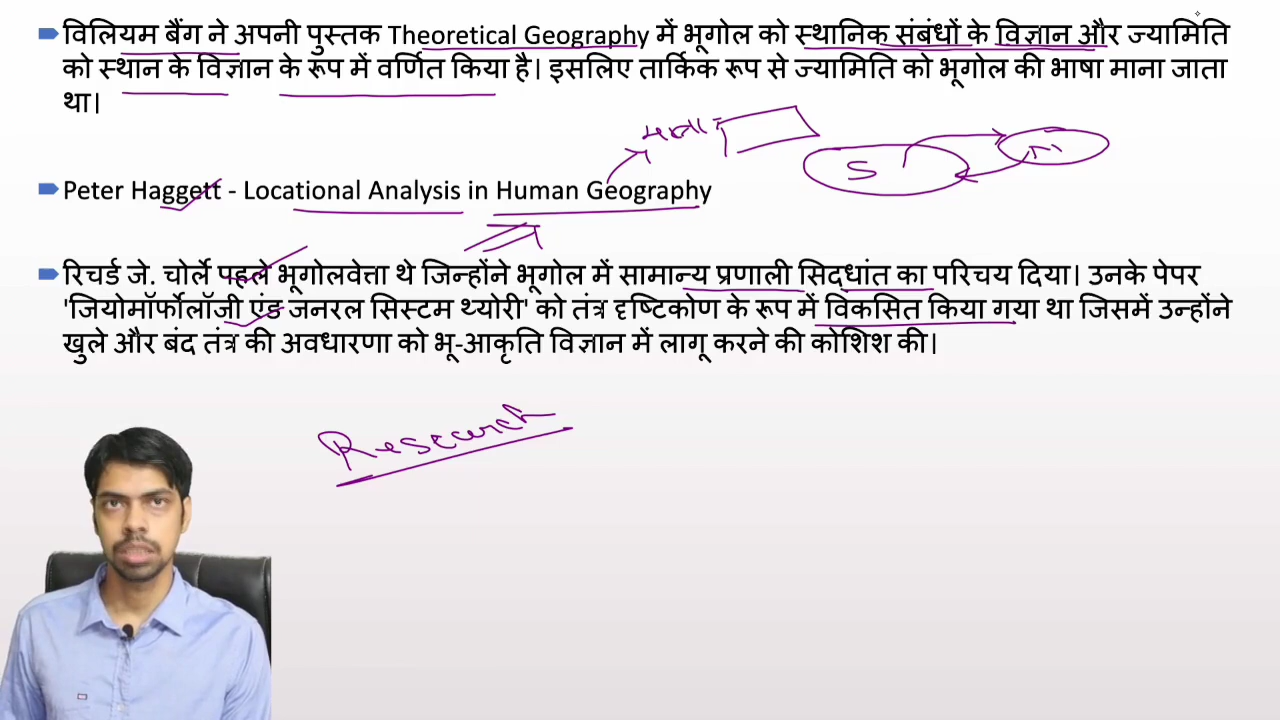 विलियम बैंग ने अपनी पुस्तक Theoretical Geography में भूगोल को स्थानिक संबंधों के विज्ञान और ज्यामिति
को स्थान के विज्ञान के रूप में वर्णित किया है। इसलिए तार्किक रूप से ज्यामिति को भूगोल की भाषा माना जाता
था।
Peter Haggett - Locational Analysis in Human Geography
S
रिचर्ड जे. चोर्ले पहले भूगोलवेत्ता थे जिन्होंने भूगोल में सामान्य प्रणाली सिद्धांत का परिचय दिया। उनके पेपर
'जियोमॉर्फोलॉजी एंड जनरल सिस्टम थ्योरी' को तंत्र दृष्टिकोण के रूप में विकसित किया गया था जिसमें उन्होंने
खुले और बंद तंत्र की अवधारणा को भू-आकृति विज्ञान में लागू करने की कोशिश की।
Research